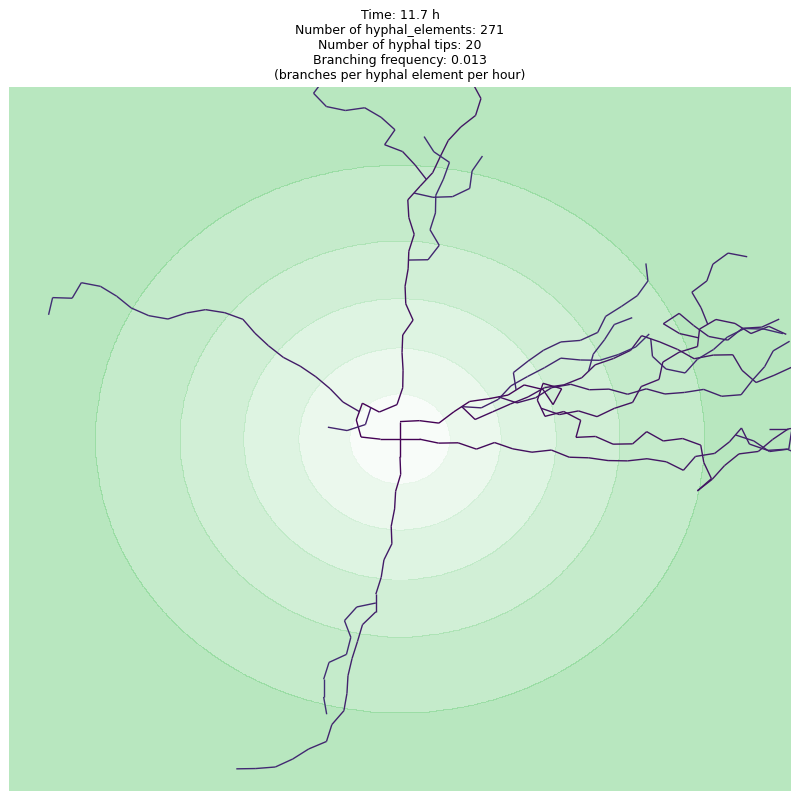 Time: 11.7 h
Number of hyphal_elements: 271
Number of hyphal tips: 20
Branching frequency: 0.013
(branches per hyphal element per hour)